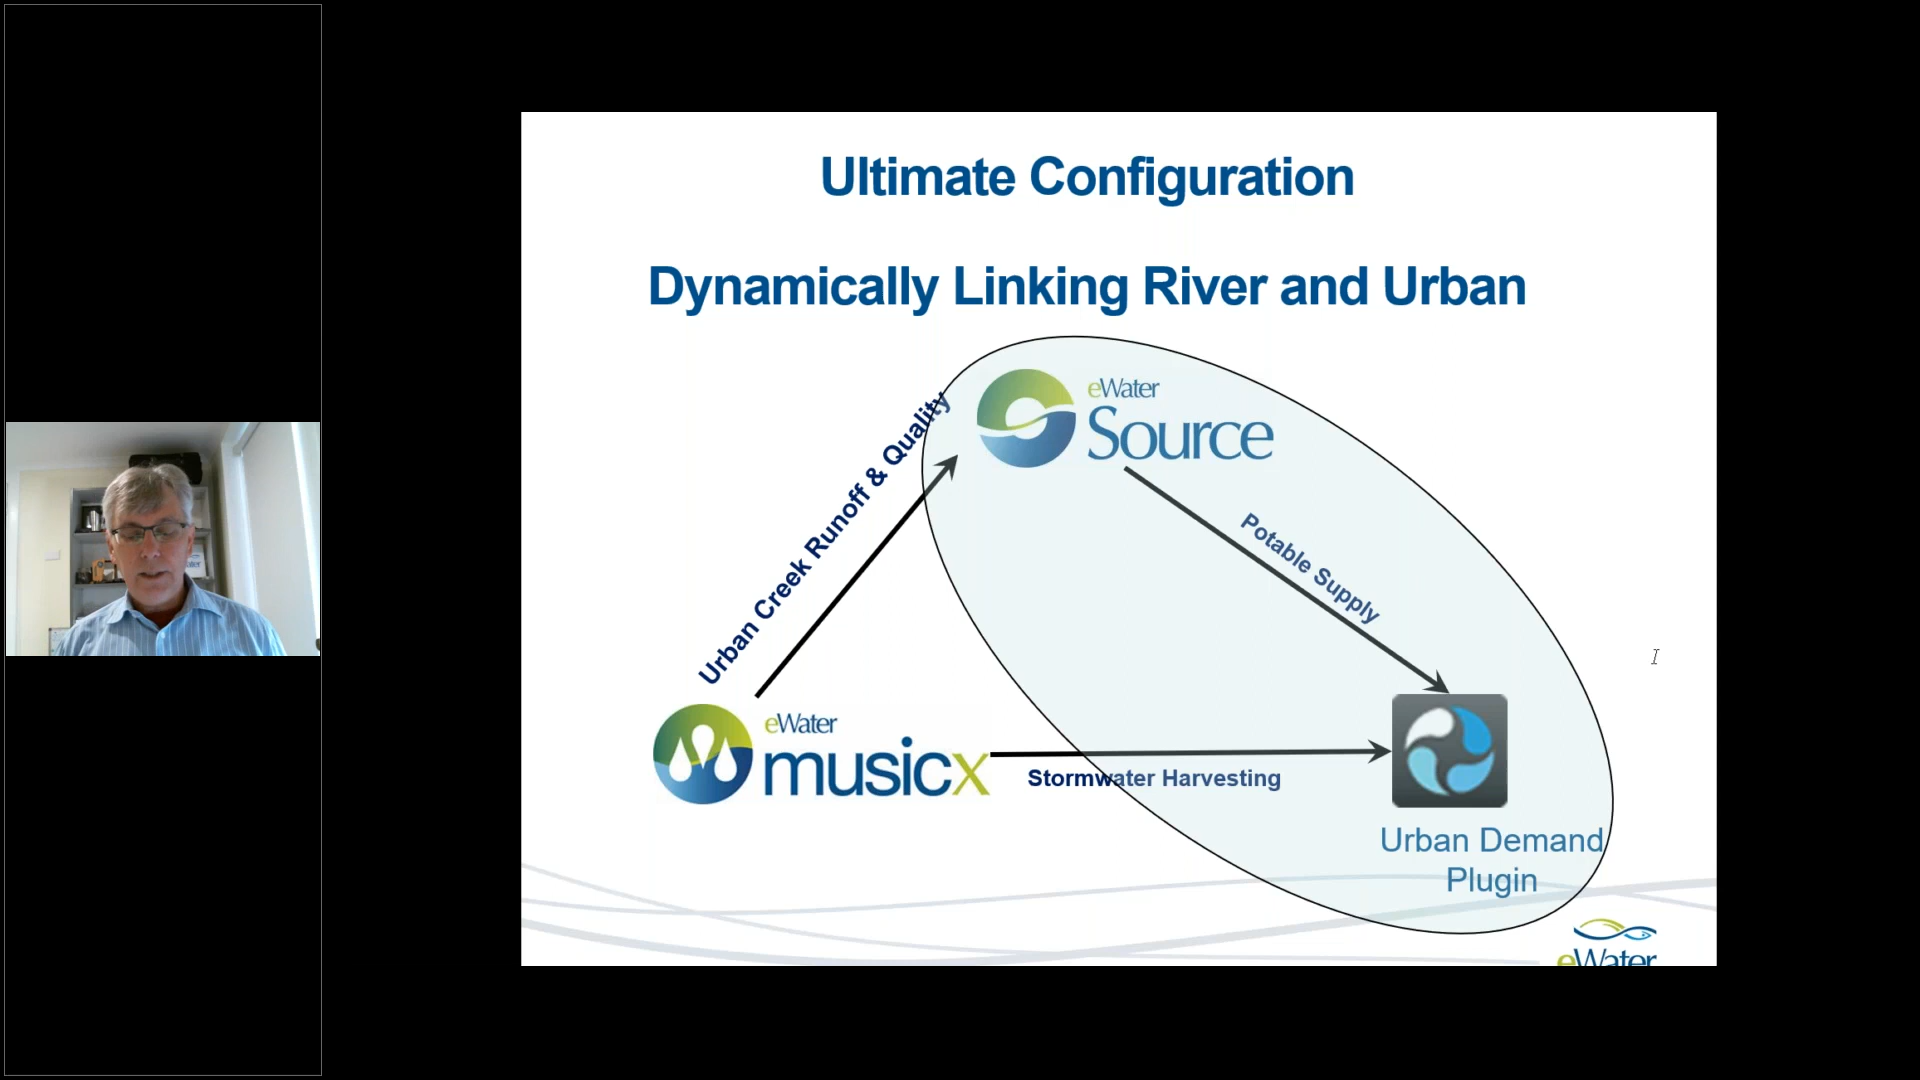 Ultimate Configuration
Dynamically Linking River and Urban
eWater
Source
Urban Creek Runoff & Quality
Potable Supply
eWater
musicx
Stormwater Harvesting
Urban Demand
Plugin
eWater